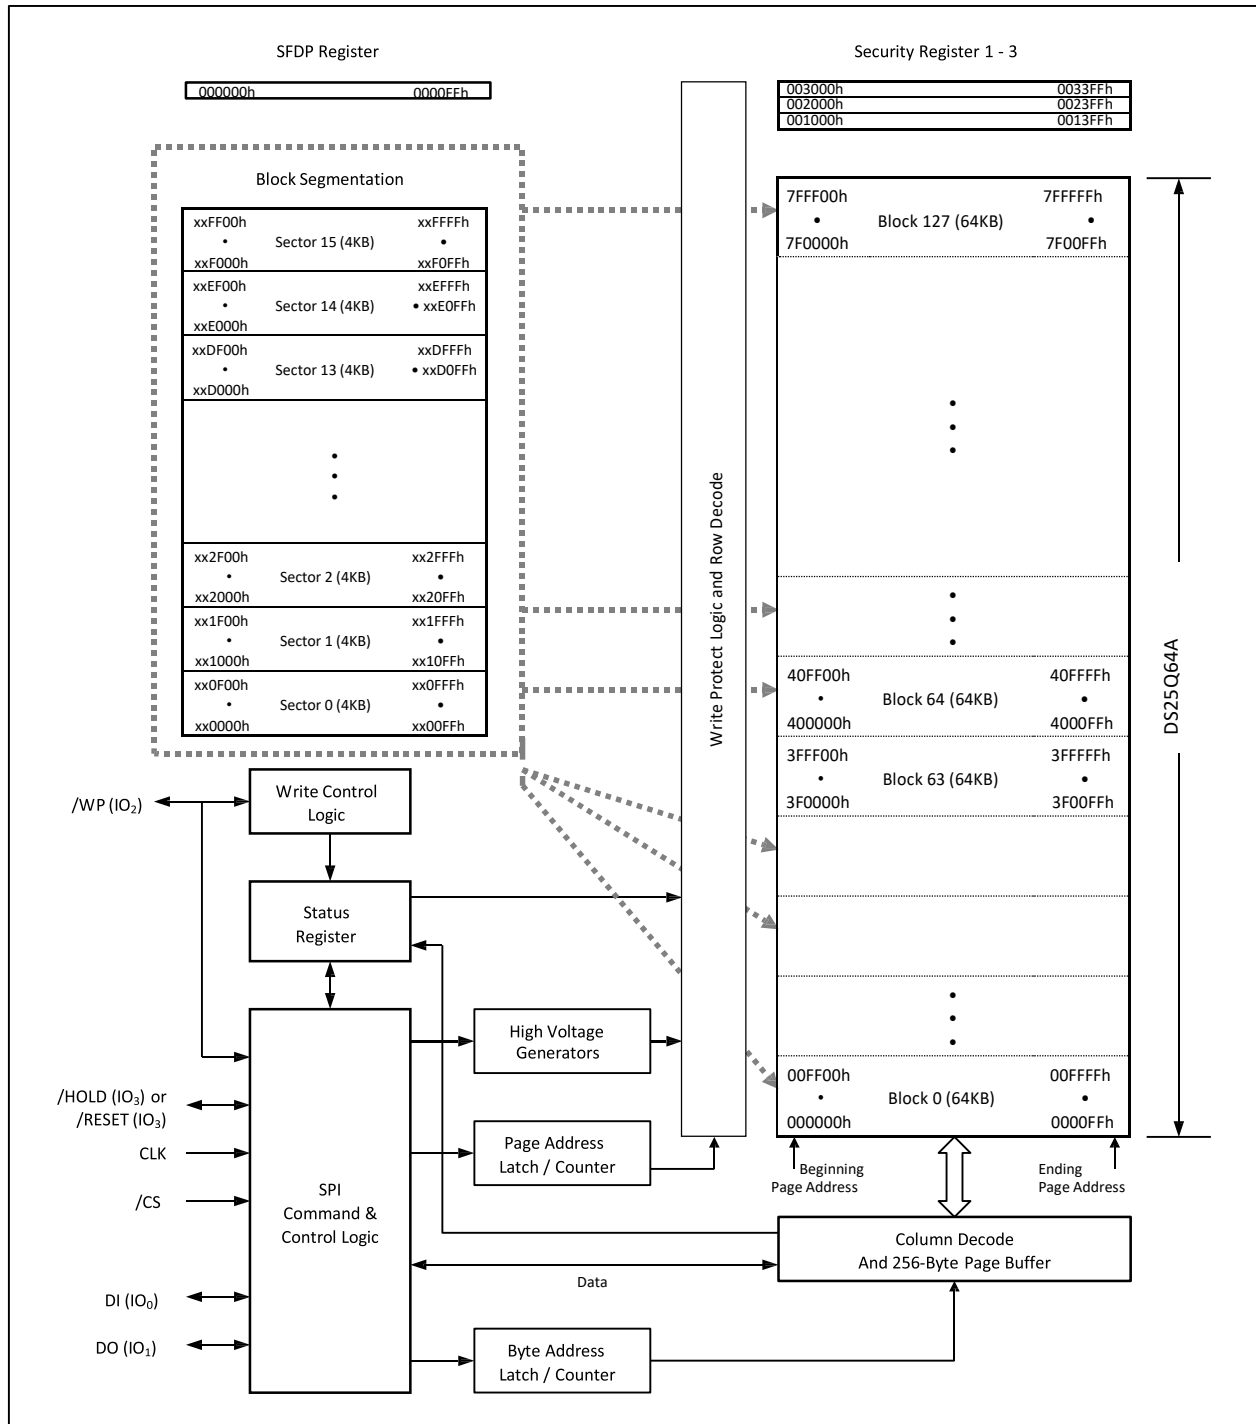 SFDP Register
000000h 0000FFh
Security Register 1 - 3
003000h 0033FFh
002000h 0023FFh
001000h 0013FFh
Block Segmentation
xxFF00h xxFFFFh
• Sector 15 (4KB) •
xxF000h xxF0FFh
xxEF00h xxEFFFh
• Sector 14 (4KB) • xxE0FFh
xxE000h
xxDF00h xxDFFFh
• Sector 13 (4KB) • xxD0FFh
xxD000h
xx2F00h xx2FFFh
• Sector 2 (4KB) •
xx2000h xx20FFh
xx1F00h xx1FFFh
• Sector 1 (4KB) •
xx1000h xx10FFh
xx0F00h xx0FFFh
• Sector 0 (4KB) •
xx0000h xx00FFh
Write Protect Logic and Row Decode
7FFF00h 7FFFFFh
• Block 127 (64KB) •
7F0000h 7F00FFh
40FF00h 40FFFFh
• Block 64 (64KB) •
400000h 4000FFh
3FFF00h 3FFFFFh
• Block 63 (64KB) •
3F0000h 3F00FFh
00FF00h 00FFFFh
• Block 0 (64KB) •
000000h 0000FFh
DS25Q64A
Beginning
Page Address
Ending
Page Address
/WP (IO2)
Write Control
Logic
Status
Register
High Voltage
Generators
/HOLD (IO3) or
/RESET (IO3)
CLK
/CS
DI (IO0)
DO (IO1)
SPI
Command &
Control Logic
Page Address
Latch / Counter
Column Decode
And 256-Byte Page Buffer
Data
Byte Address
Latch / Counter